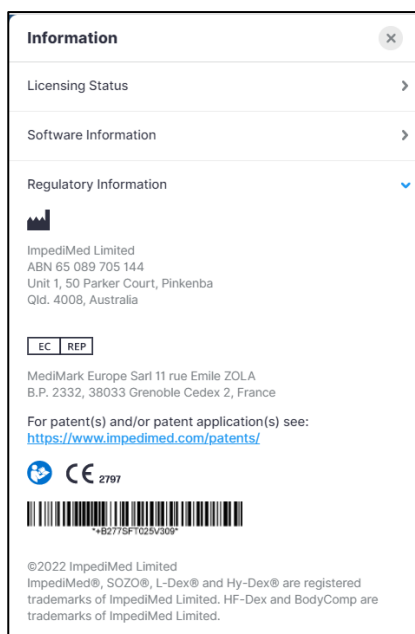 Information
Licensing Status
Software Information
Regulatory Information
ImpediMed Limited
ABN 65 089 705 144
Unit 1, 50 Parker Court, Pinkenba
Qld. 4008, Australia
EC REP
MediMark Europe Sarl 11 rue Emile ZOLA
B.P. 2332, 38033 Grenoble Cedex 2, France
For patent(s) and/or patent application(s) see:
https://www.impedimed.com/patents/
CE 2797
*+B277SFT025V309*
©2022 ImpediMed Limited
ImpediMed®, SOZO®, L-Dex® and Hy-Dex® are registered
trademarks of ImpediMed Limited. HF-Dex and BodyComp are
trademarks of ImpediMed Limited.